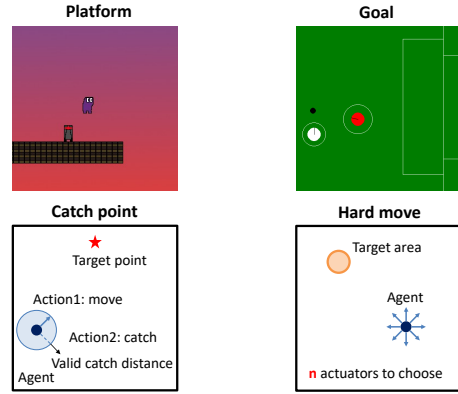 Platform
Goal
Catch point
Target point
Action1: move
Action2: catch
Valid catch distance
Agent
Hard move
Target area
Agent
n actuators to choose